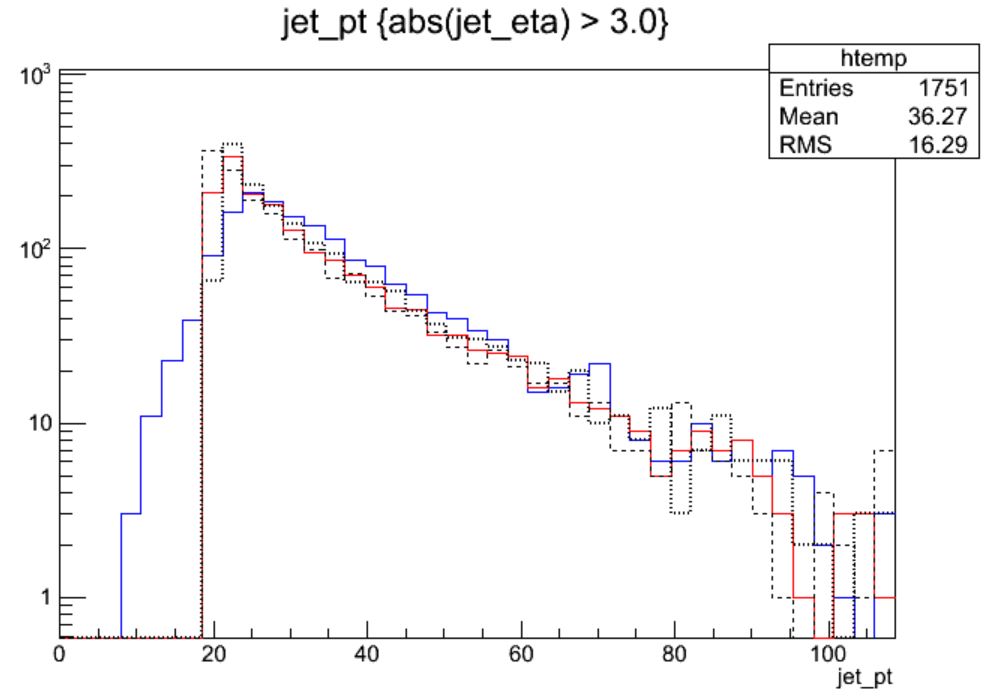 jet_pt {abs(jet_eta) > 3.0}
htemp
Entries 1751
Mean 36.27
RMS 16.29
10³
10²
10
1
0 20 40 60 80 100
jet_pt